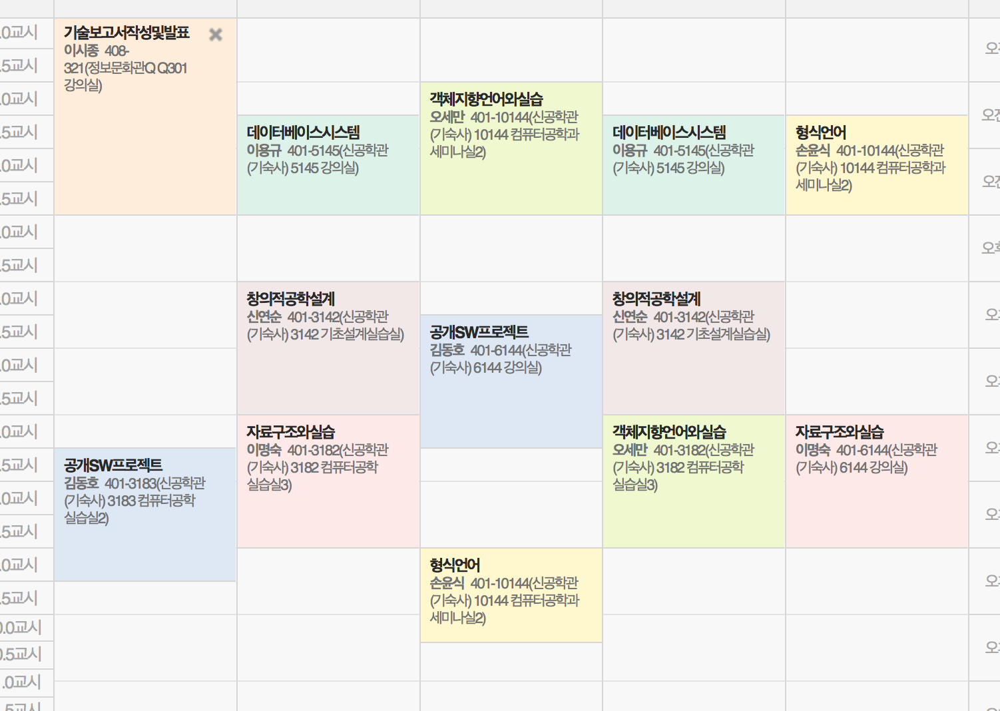 .0교시
.5교시
.0교시
.5교시
.0교시
.5교시
.0교시
.5교시
.0교시
.5교시
.0교시
.5교시
.0교시
.5교시
.0교시
.5교시
.0교시
.5교시
0.0교시
0.5교시
.0교시
.5교시
기술보고서작성및발표
이시종 408-
321(정보문화관Q Q301
강의실)
공개SW프로젝트
김동호 401-3183(신공학관
(기숙사) 3183 컴퓨터공학
실습실2)
데이터베이스시스템
이용규 401-5145(신공학관
(기숙사) 5145 강의실)
창의적공학설계
신연순 401-3142(신공학관
(기숙사) 3142 기초설계실습실)
자료구조와실습
이명숙 401-3182(신공학관
(기숙사) 3182 컴퓨터공학
실습실3)
객체지향언어와실습
오세만 401-10144(신공학관
(기숙사) 10144 컴퓨터공학과
세미나실2)
공개SW프로젝트
김동호 401-6144(신공학관
(기숙사) 6144 강의실)
형식언어
손윤식 401-10144(신공학관
(기숙사) 10144 컴퓨터공학과
세미나실2)
데이터베이스시스템
이용규 401-5145(신공학관
(기숙사) 5145 강의실)
창의적공학설계
신연순 401-3142(신공학관
(기숙사) 3142 기초설계실습실)
객체지향언어와실습
오세만 401-3182(신공학관
(기숙사) 3182 컴퓨터공학
실습실3)
형식언어
손윤식 401-10144(신공학관
(기숙사) 10144 컴퓨터공학과
세미나실2)
자료구조와실습
이명숙 401-6144(신공학관
(기숙사) 6144 강의실)